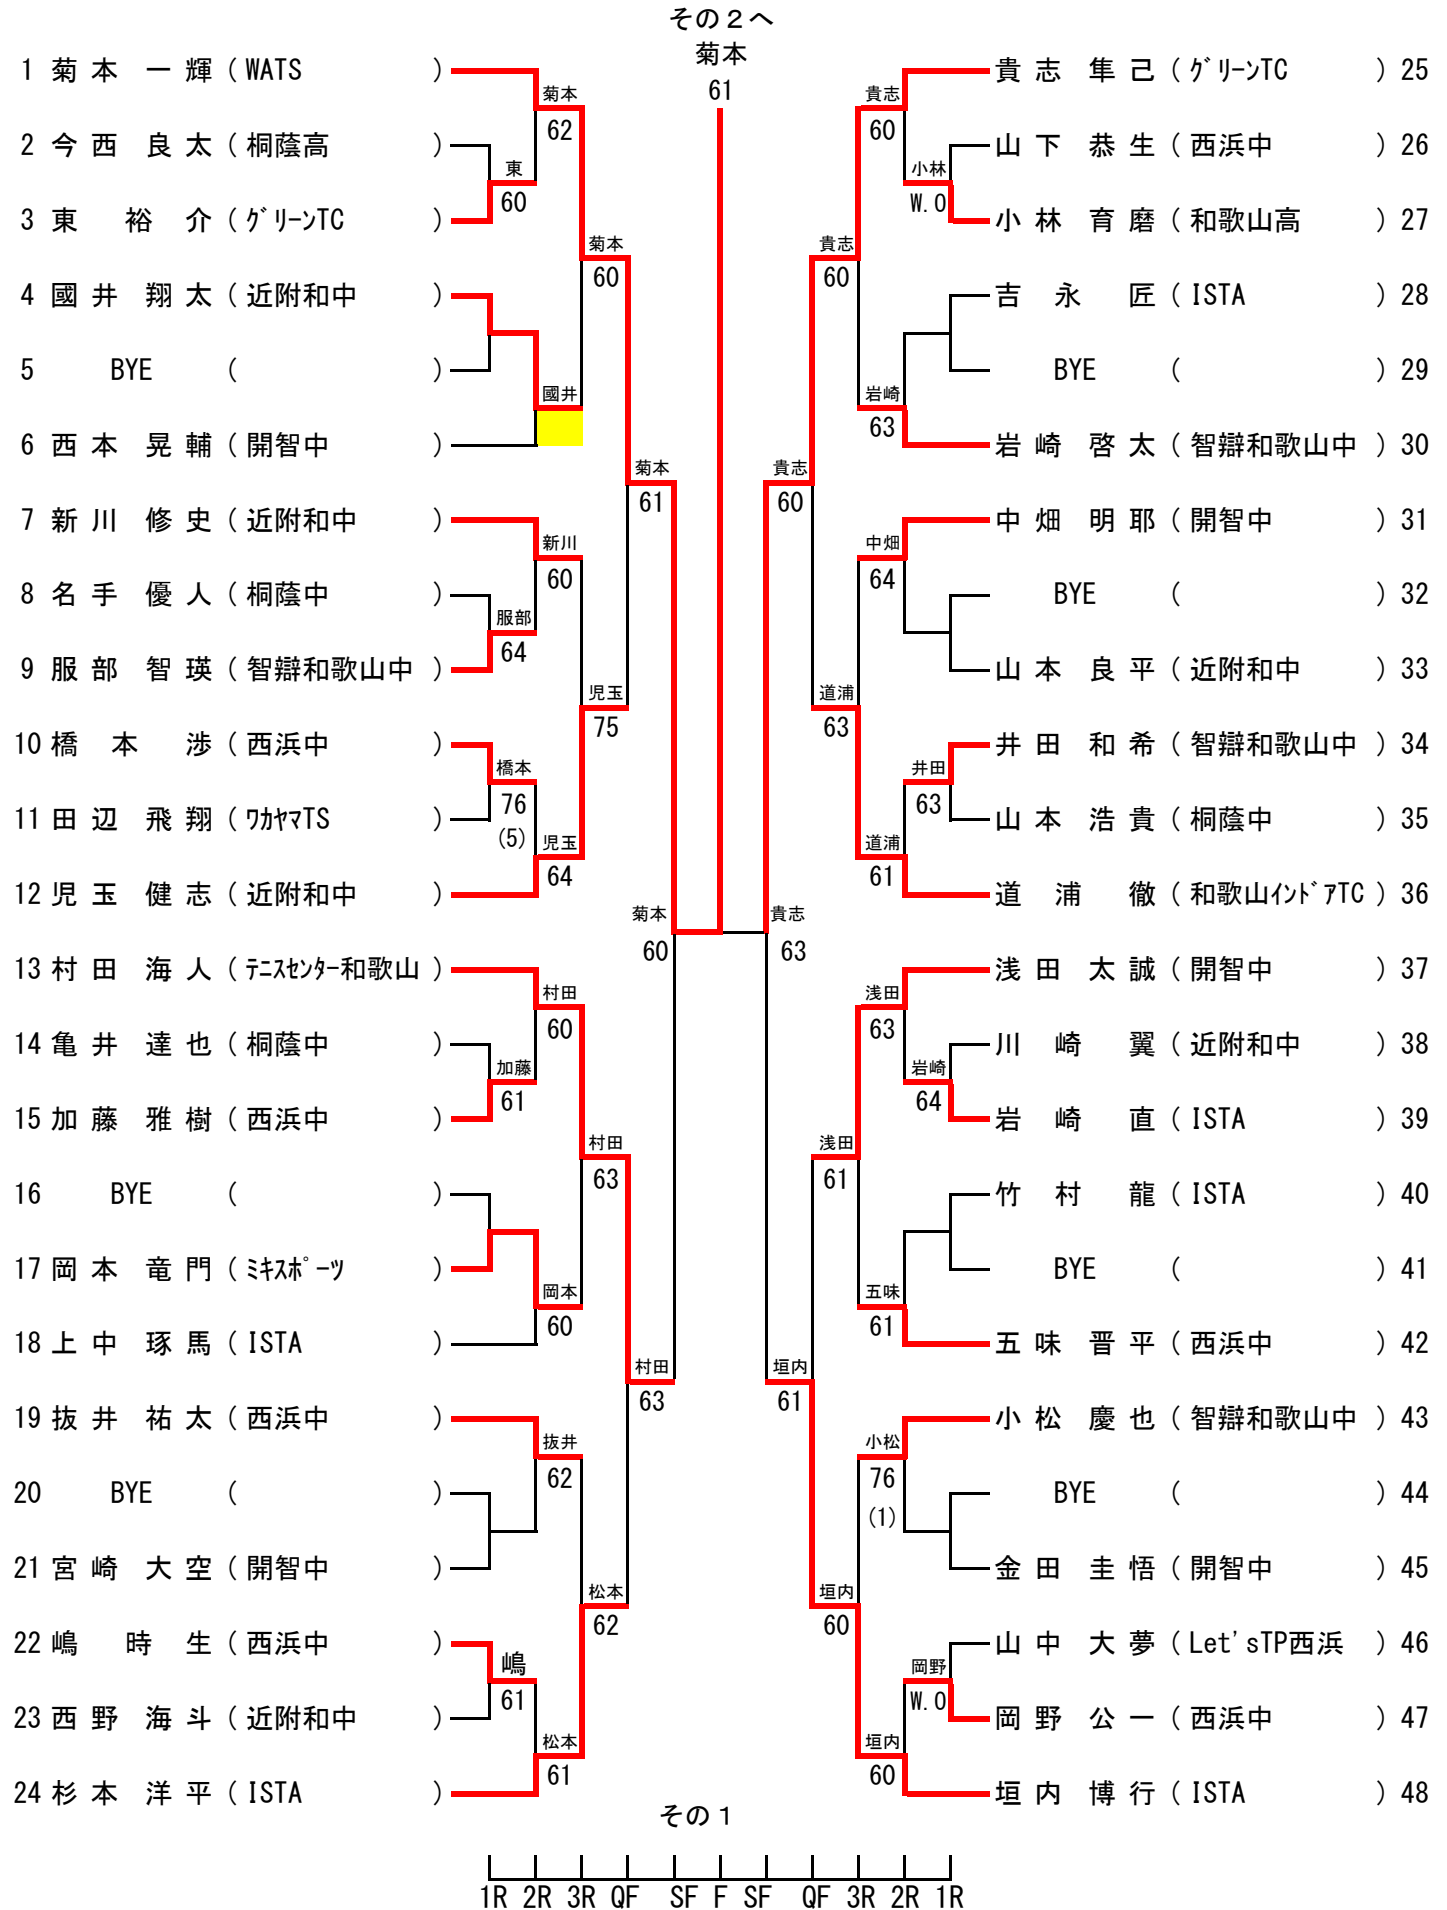 その２へ
菊本
61
1 菊本 一輝 ( WATS )
2 今西 良太 ( 桐蔭高 )
3 東 裕介 ( ｸﾞﾘｰﾝTC )
4 國井 翔太 ( 近附和中 )
5 BYE ( )
6 西本 晃輔 ( 開智中 )
7 新川 修史 ( 近附和中 )
8 名手 優人 ( 桐蔭中 )
9 服部 智瑛 ( 智辯和歌山中 )
10 橋本 渉 ( 西浜中 )
11 田辺 飛翔 ( ﾜｶﾔﾏTS )
12 児玉 健志 ( 近附和中 )
13 村田 海人 ( ﾃﾆｽｾﾝﾀｰ和歌山 )
14 亀井 達也 ( 桐蔭中 )
15 加藤 雅樹 ( 西浜中 )
16 BYE ( )
17 岡本 竜門 ( ﾐｷｽﾎﾟｰﾂ )
18 上中 琢馬 ( ISTA )
19 抜井 祐太 ( 西浜中 )
20 BYE ( )
21 宮崎 大空 ( 開智中 )
22 嶋 時生 ( 西浜中 )
23 西野 海斗 ( 近附和中 )
24 杉本 洋平 ( ISTA )
東
60
橋本
76
(5)
服部
64
加藤
61
嶋
61
菊本
62
國井
新川
60
児玉
64
村田
60
岡本
60
抜井
62
松本
61
菊本
60
児玉
75
村田
63
松本
62
菊本
61
村田
63
菊本
60
貴志
63
貴志
60
垣内
61
貴志
60
道浦
63
浅田
61
垣内
60
貴志
60
岩崎
63
中畑
64
道浦
61
浅田
63
五味
61
小松
76
(1)
垣内
60
小林
W.O
井田
63
岩崎
64
岡野
W.O
貴志 隼己 ( ｸﾞﾘｰﾝTC ) 25
山下 恭生 ( 西浜中 ) 26
小林 育磨 ( 和歌山高 ) 27
吉永 匠 ( ISTA ) 28
BYE ( ) 29
岩崎 啓太 ( 智辯和歌山中 ) 30
中畑 明耶 ( 開智中 ) 31
BYE ( ) 32
山本 良平 ( 近附和中 ) 33
井田 和希 ( 智辯和歌山中 ) 34
山本 浩貴 ( 桐蔭中 ) 35
道浦 徹 ( 和歌山ｲﾝﾄﾞｱTC ) 36
浅田 太誠 ( 開智中 ) 37
川崎 翼 ( 近附和中 ) 38
岩崎 直 ( ISTA ) 39
竹村 龍 ( ISTA ) 40
BYE ( ) 41
五味 晋平 ( 西浜中 ) 42
小松 慶也 ( 智辯和歌山中 ) 43
BYE ( ) 44
金田 圭悟 ( 開智中 ) 45
山中 大夢 ( Let'sTP西浜 ) 46
岡野 公一 ( 西浜中 ) 47
垣内 博行 ( ISTA ) 48
その１
1R 2R 3R QF SF F SF QF 3R 2R 1R